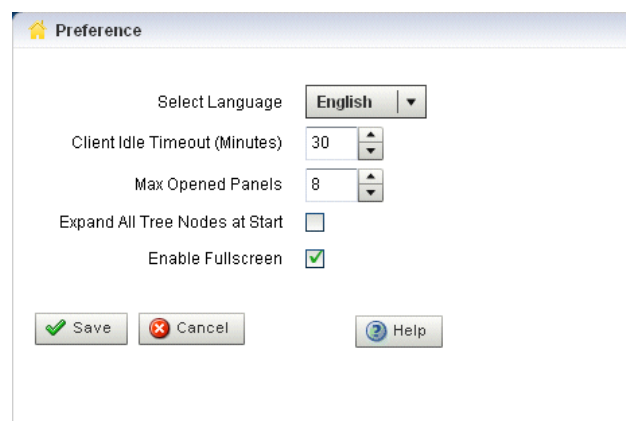 Preference
Select Language English
Client Idle Timeout (Minutes) 30
Max Opened Panels 8
Expand All Tree Nodes at Start
Enable Fullscreen
Save Cancel Help